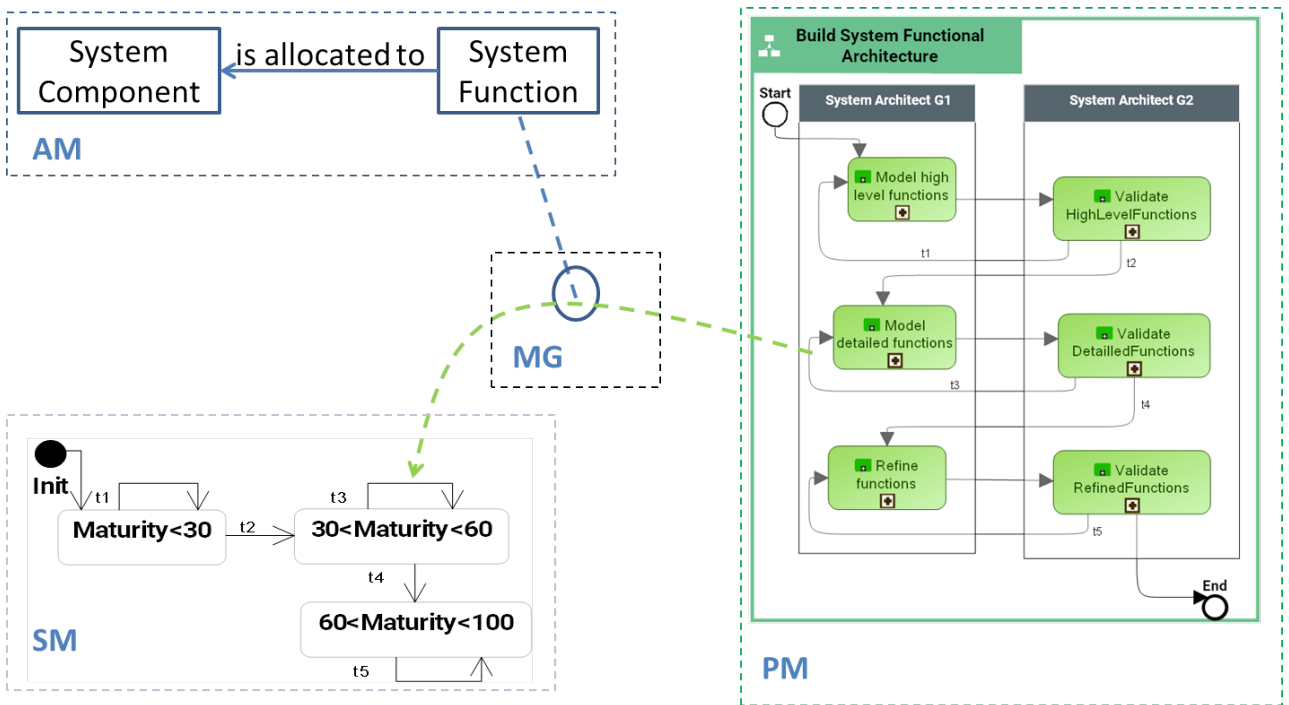 System
Component
is allocated to
System
Function
AM
MG
Init
t1
Maturity<30
t2
t3
30<Maturity<60
t4
60<Maturity<100
t5
SM
Build System Functional
Architecture
Start
System Architect G1
System Architect G2
Model high
level functions
Validate
HighLevelFunctions
t1
t2
Model
detailed functions
Validate
DetailledFunctions
t3
t4
Refine
functions
Validate
RefinedFunctions
t5
End
PM